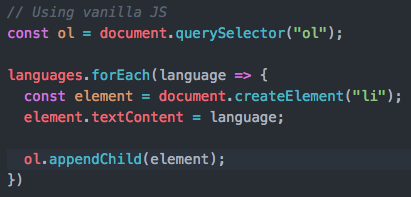 // Using vanilla JS
const ol = document.querySelector("ol");
languages.forEach(language => {
const element = document.createElement("li");
element.textContent = language;
ol.appendChild(element);
})